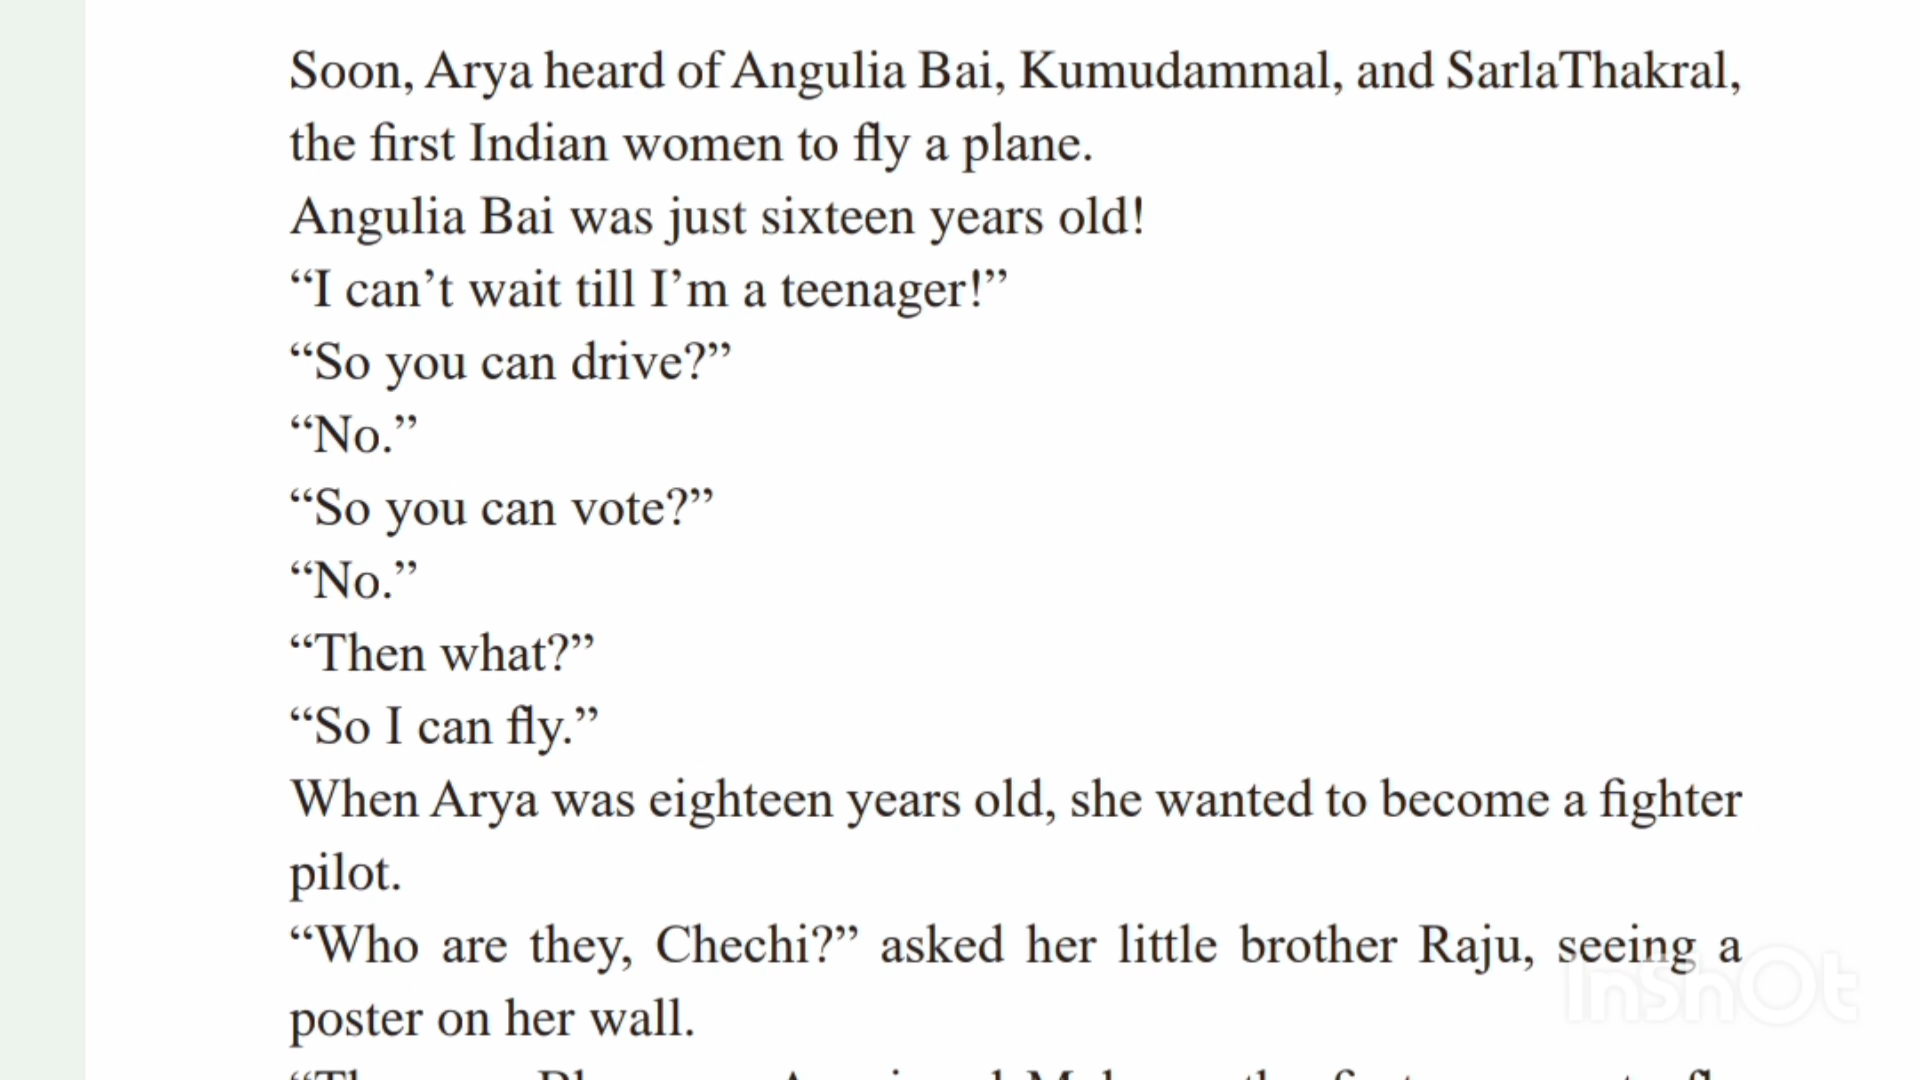 Soon, Arya heard of Angulia Bai, Kumudammal, and SarlaThakral,
the first Indian women to fly a plane.
Angulia Bai was just sixteen years old!
“I can’t wait till I’m a teenager!”
“So you can drive?”
“No.”
“So you can vote?”
“No.”
“Then what?”
“So I can fly.”
When Arya was eighteen years old, she wanted to become a fighter
pilot.
“Who are they, Chechi?” asked her little brother Raju, seeing a
poster on her wall.
InShOt